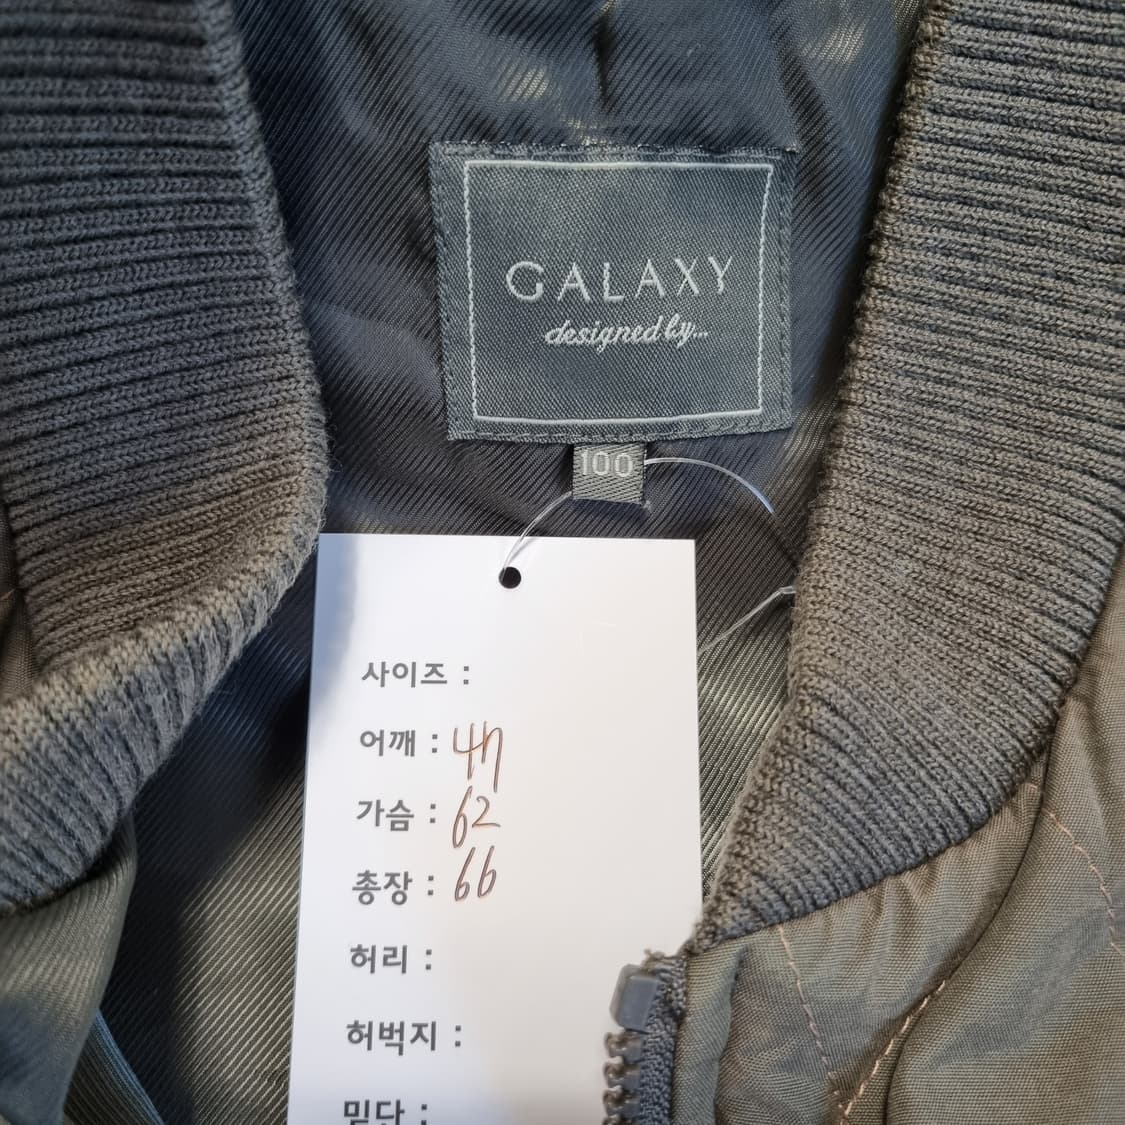 GALAXY
designed by...
100
사이즈 :
어깨 : 47
가슴 : 62
총장 : 66
허리 :
허벅지 :
밑단 :